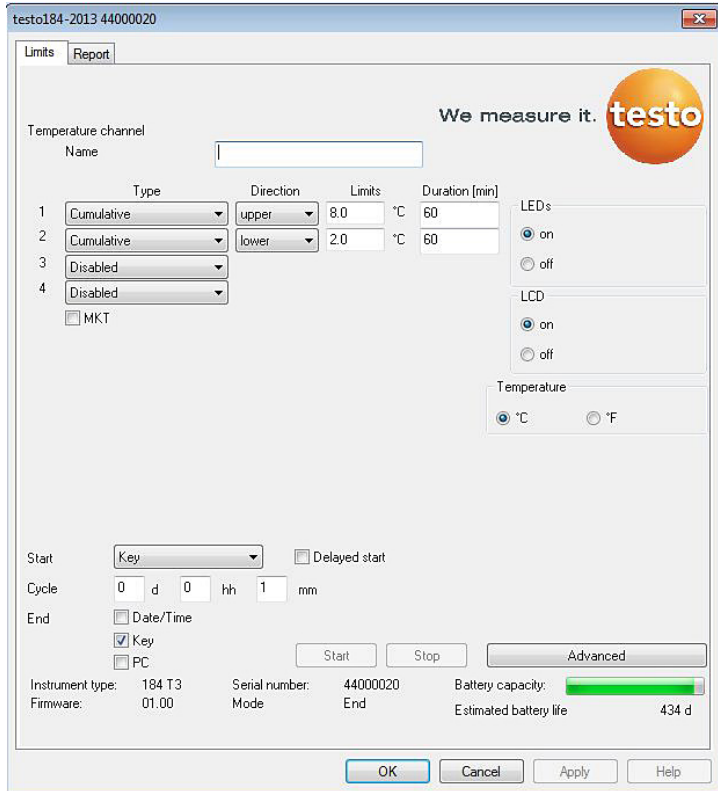 testo184-2013 44000020
Limits Report
We measure it. testo
Temperature channel
Name
Type Direction Limits Duration [min]
1 Cumulative upper 8.0 °C 60
2 Cumulative lower 2.0 °C 60
3 Disabled
4 Disabled
MKT
LEDs
on
off
LCD
on
off
Temperature
°C °F
Start Key Delayed start
Cycle 0 d 0 hh 1 mm
End Date/Time
Key
PC
Start Stop Advanced
Instrument type: 184 T3 Serial number: 44000020 Battery capacity:
Firmware: 01.00 Mode End Estimated battery life 434 d
OK Cancel Apply Help